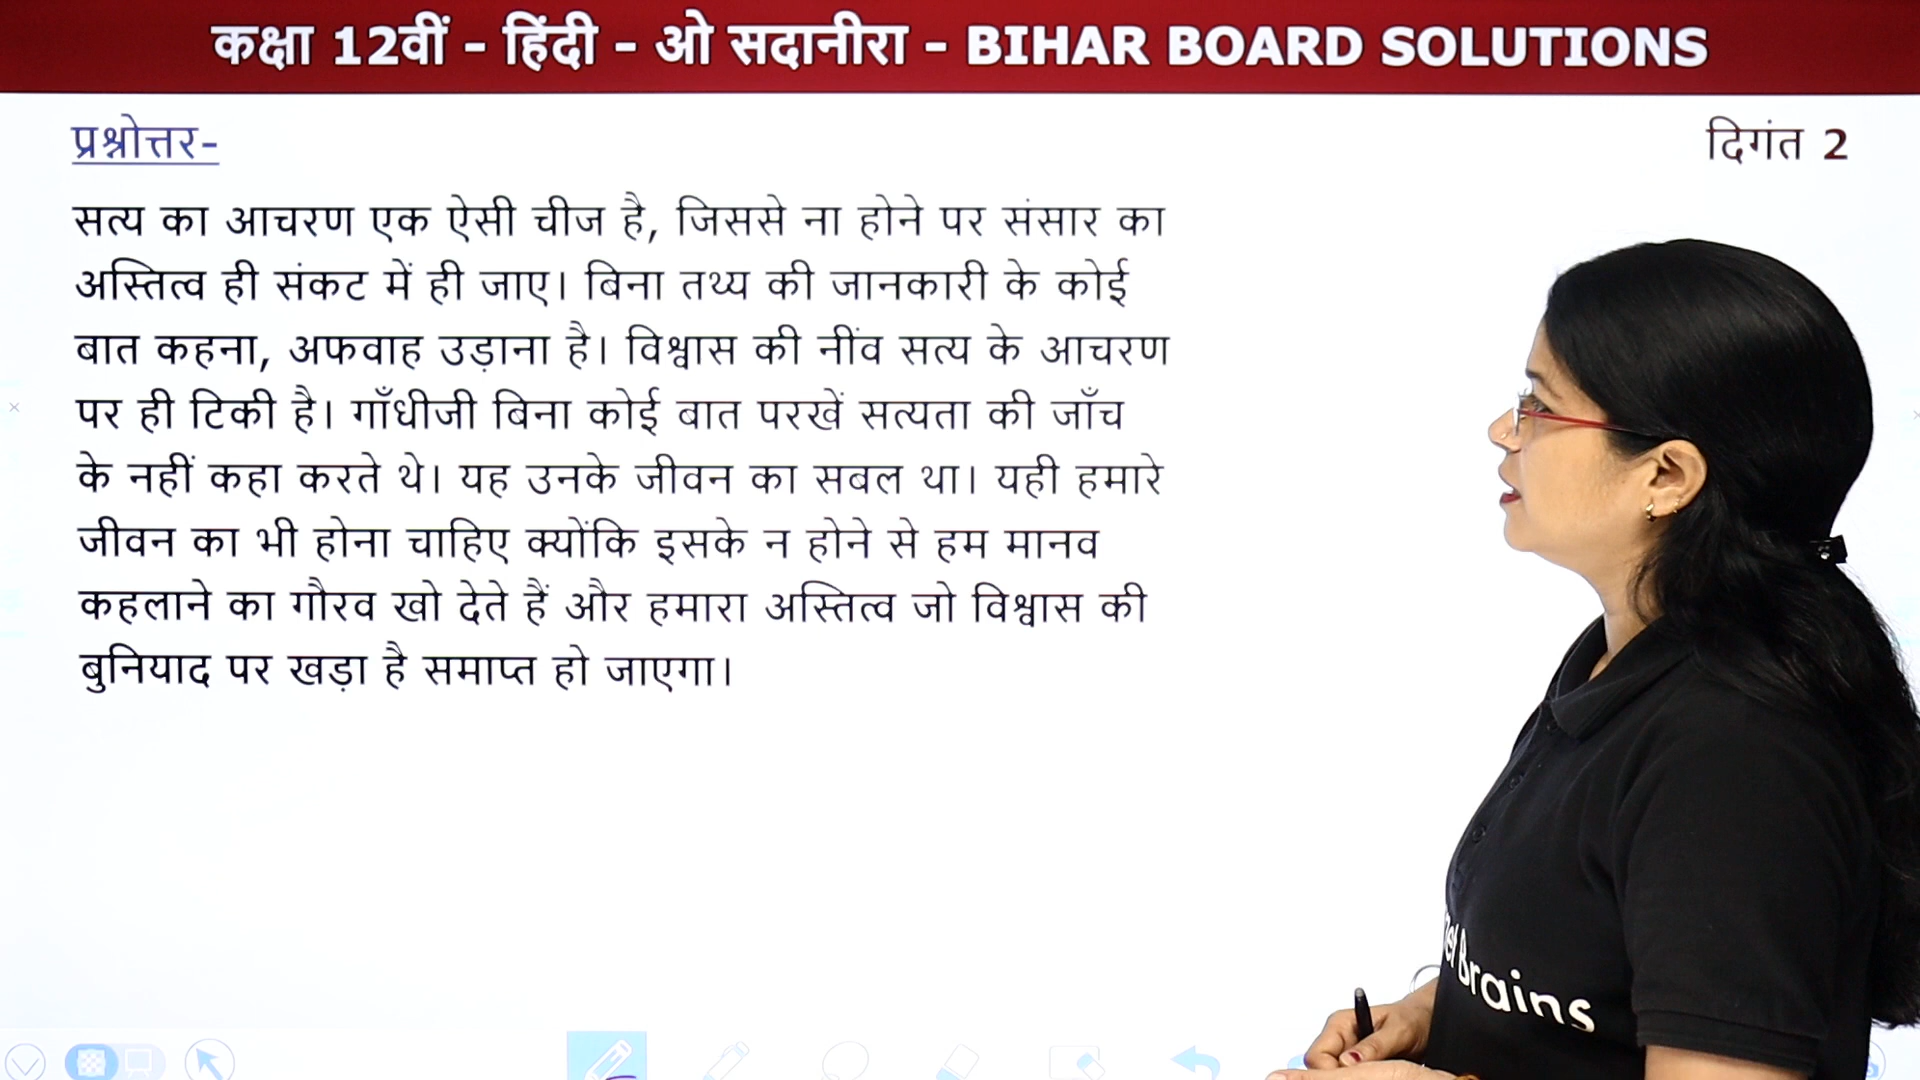 कक्षा 12वीं - हिंदी - ओ सदानीरा - BIHAR BOARD SOLUTIONS
प्रश्नोत्तर-
दिगंत 2
सत्य का आचरण एक ऐसी चीज है, जिससे ना होने पर संसार का
अस्तित्व ही संकट में ही जाए। बिना तथ्य की जानकारी के कोई
बात कहना, अफवाह उड़ाना है। विश्वास की नींव सत्य के आचरण
पर ही टिकी है। गाँधीजी बिना कोई बात परखें सत्यता की जाँच
के नहीं कहा करते थे। यह उनके जीवन का सबल था। यही हमारे
जीवन का भी होना चाहिए क्योंकि इसके न होने से हम मानव
कहलाने का गौरव खो देते हैं और हमारा अस्तित्व जो विश्वास की
बुनियाद पर खड़ा है समाप्त हो जाएगा।
Brains